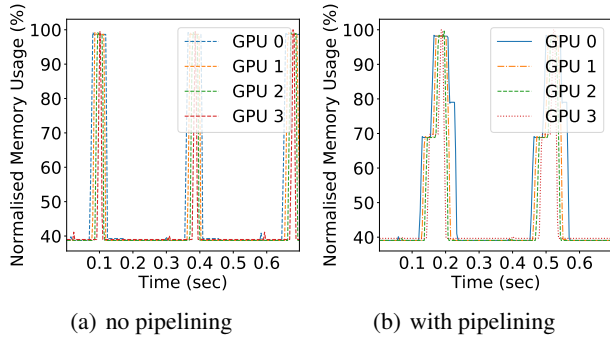 Normalised Memory Usage (%)
100
90
80
70
60
50
40
0.1 0.2 0.3 0.4 0.5 0.6
Time (sec)
GPU 0
GPU 1
GPU 2
GPU 3
(a) no pipelining
Normalised Memory Usage (%)
100
90
80
70
60
50
40
0.1 0.2 0.3 0.4 0.5 0.6
Time (sec)
GPU 0
GPU 1
GPU 2
GPU 3
(b) with pipelining